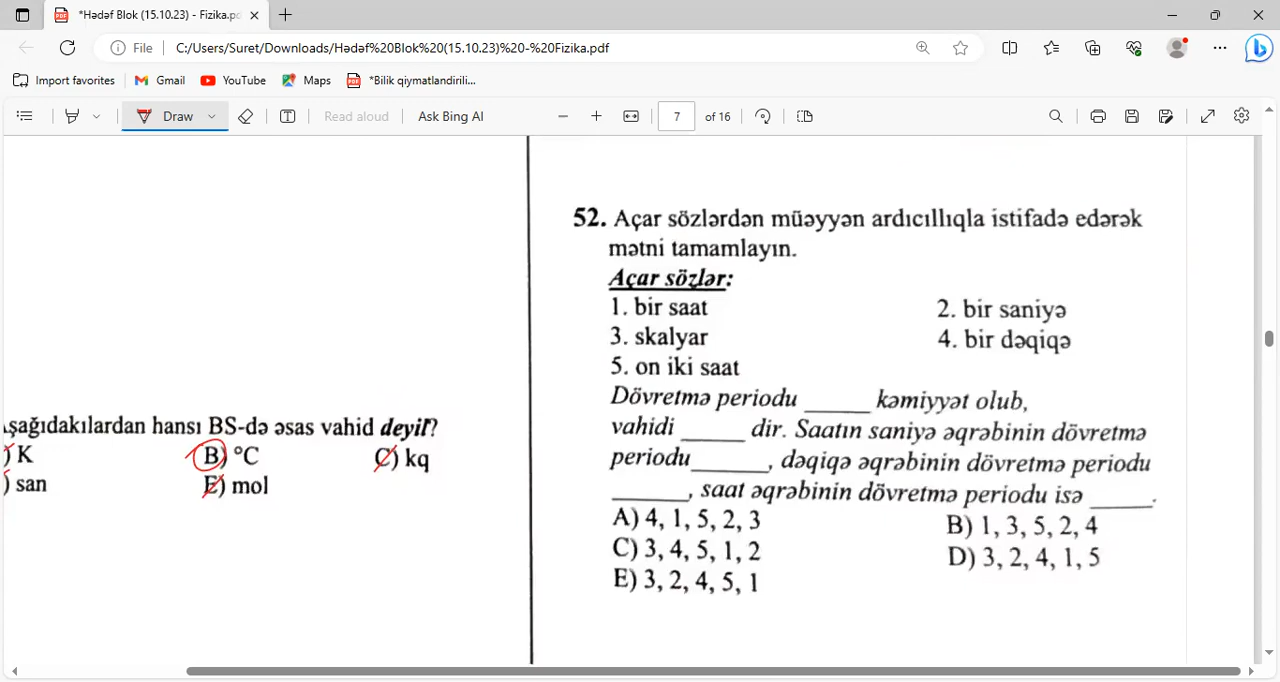 *Hədəf Blok (15.10.23) - Fizika.pd
File
C:/Users/Suret/Downloads/Hədəf%20Blok%20(15.10.23)%20-%20Fizika.pdf
Import favorites
Gmail
YouTube
Maps
*Bilik qiymatlandirili...
Draw
Read aloud
Ask Bing AI
7
of 16
şağıdakılardan hansı BS-də əsas vahid deyil?
) K
B) °C
C) kq
) san
E) mol
52. Açar sözlərdən müəyyən ardıcıllıqla istifadə edərək
mətni tamamlayın.
Açar sözlər:
1. bir saat
2. bir saniyə
3. skalyar
4. bir dəqiqə
5. on iki saat
Dövretmə periodu ______ kəmiyyət olub,
vahidi ______ dir. Saatın saniyə əqrəbinin dövretmə
periodu_______, dəqiqə əqrəbinin dövretmə periodu
_______, saat əqrəbinin dövretmə periodu isə ______.
A) 4, 1, 5, 2, 3
B) 1, 3, 5, 2, 4
C) 3, 4, 5, 1, 2
D) 3, 2, 4, 1, 5
E) 3, 2, 4, 5, 1